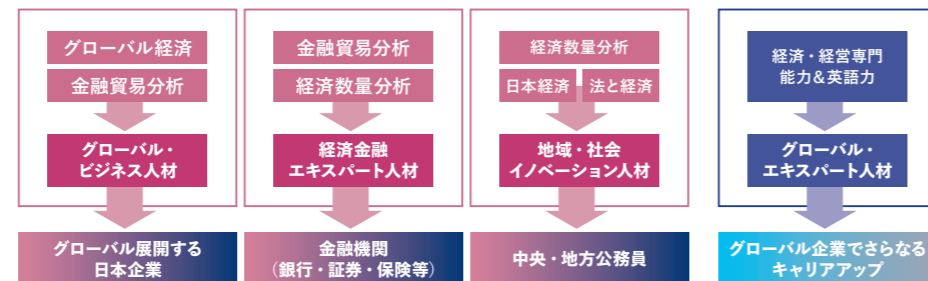 グローバル経済
金融貿易分析
グローバル・
ビジネス人材
グローバル展開する
日本企業
金融貿易分析
経済数量分析
経済金融
エキスパート人材
金融機関
（銀行・証券・保険等）
経済数量分析
日本経済
法と経済
地域・社会
イノベーション人材
中央・地方公務員
経済・経営専門
能力&英語力
グローバル・
エキスパート人材
グローバル企業でさらなる
キャリアアップ